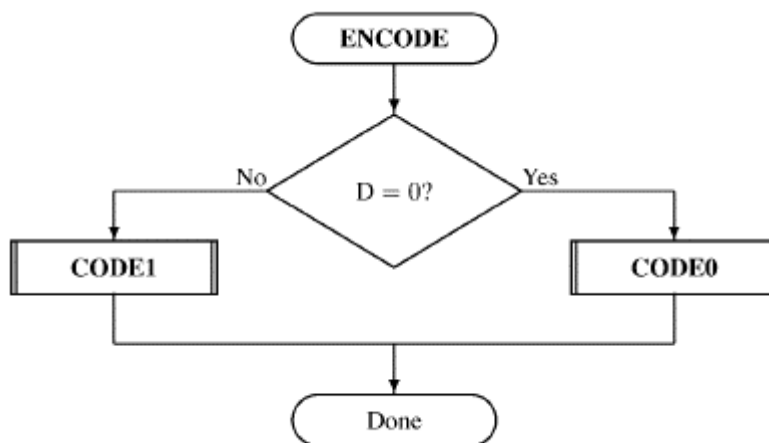 ENCODE
No
D = 0?
Yes
CODE1
CODE0
Done